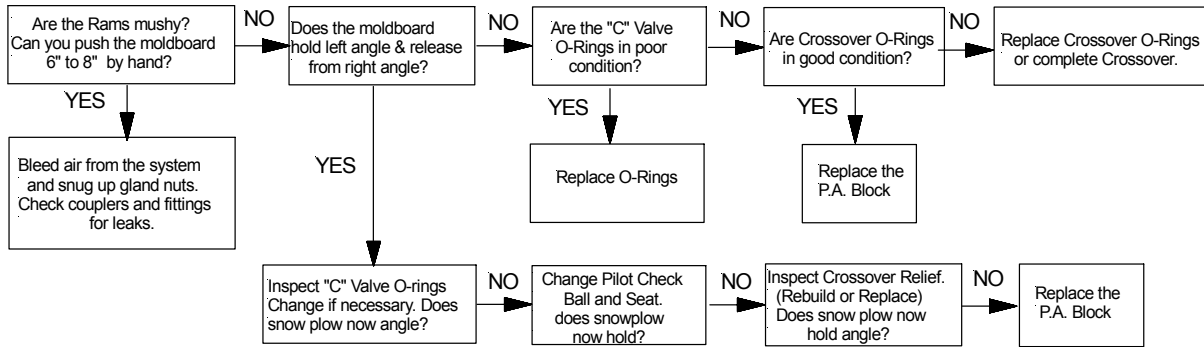 Are the Rams mushy?
Can you push the moldboard
6" to 8" by hand?
NO
Does the moldboard
hold left angle & release
from right angle?
NO
Are the "C" Valve
O-Rings in poor
condition?
NO
Are Crossover O-Rings
in good condition?
NO
Replace Crossover O-Rings
or complete Crossover.
YES
Bleed air from the system
and snug up gland nuts.
Check couplers and fittings
for leaks.
YES
YES
Replace O-Rings
YES
Replace the
P.A. Block
Inspect "C" Valve O-rings
Change if necessary. Does
snow plow now angle?
NO
Change Pilot Check
Ball and Seat.
does snowplow
now hold?
NO
Inspect Crossover Relief.
(Rebuild or Replace)
Does snow plow now
hold angle?
NO
Replace the
P.A. Block